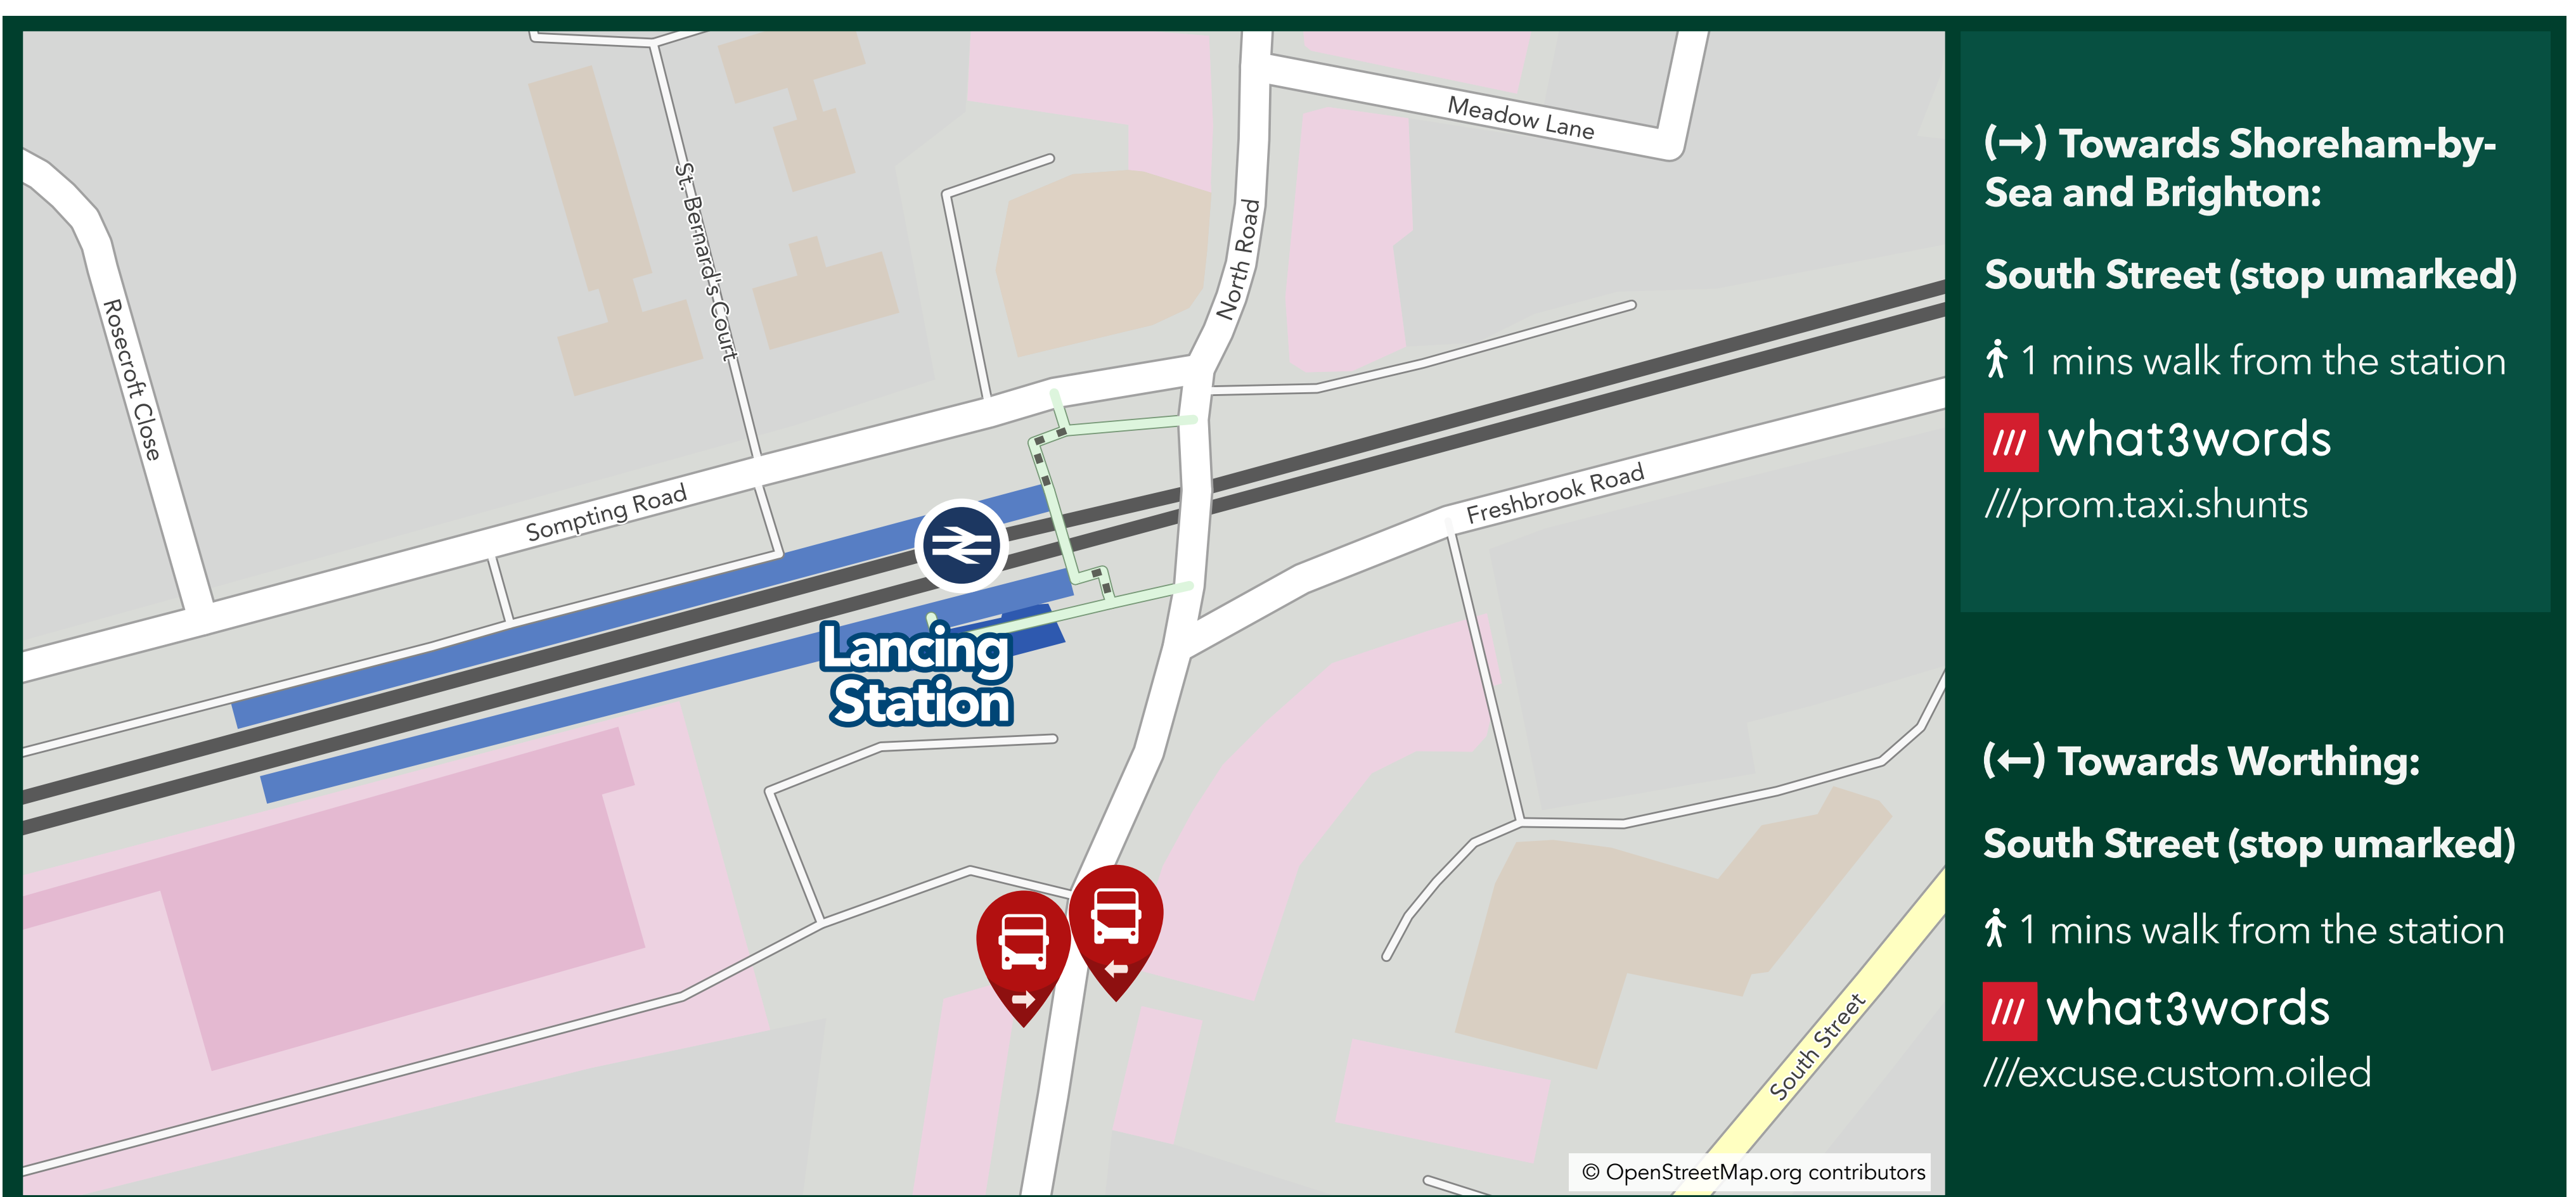 Meadow Lane
St. Bernard's Court
North Road
Rosecroft Close
Sompting Road
Freshbrook Road
Lancing
Station
South Street
© OpenStreetMap.org contributors
(→) Towards Shoreham-by-
Sea and Brighton:
South Street (stop umarked)
1 mins walk from the station
/// what3words
///prom.taxi.shunts
(←) Towards Worthing:
South Street (stop umarked)
1 mins walk from the station
/// what3words
///excuse.custom.oiled